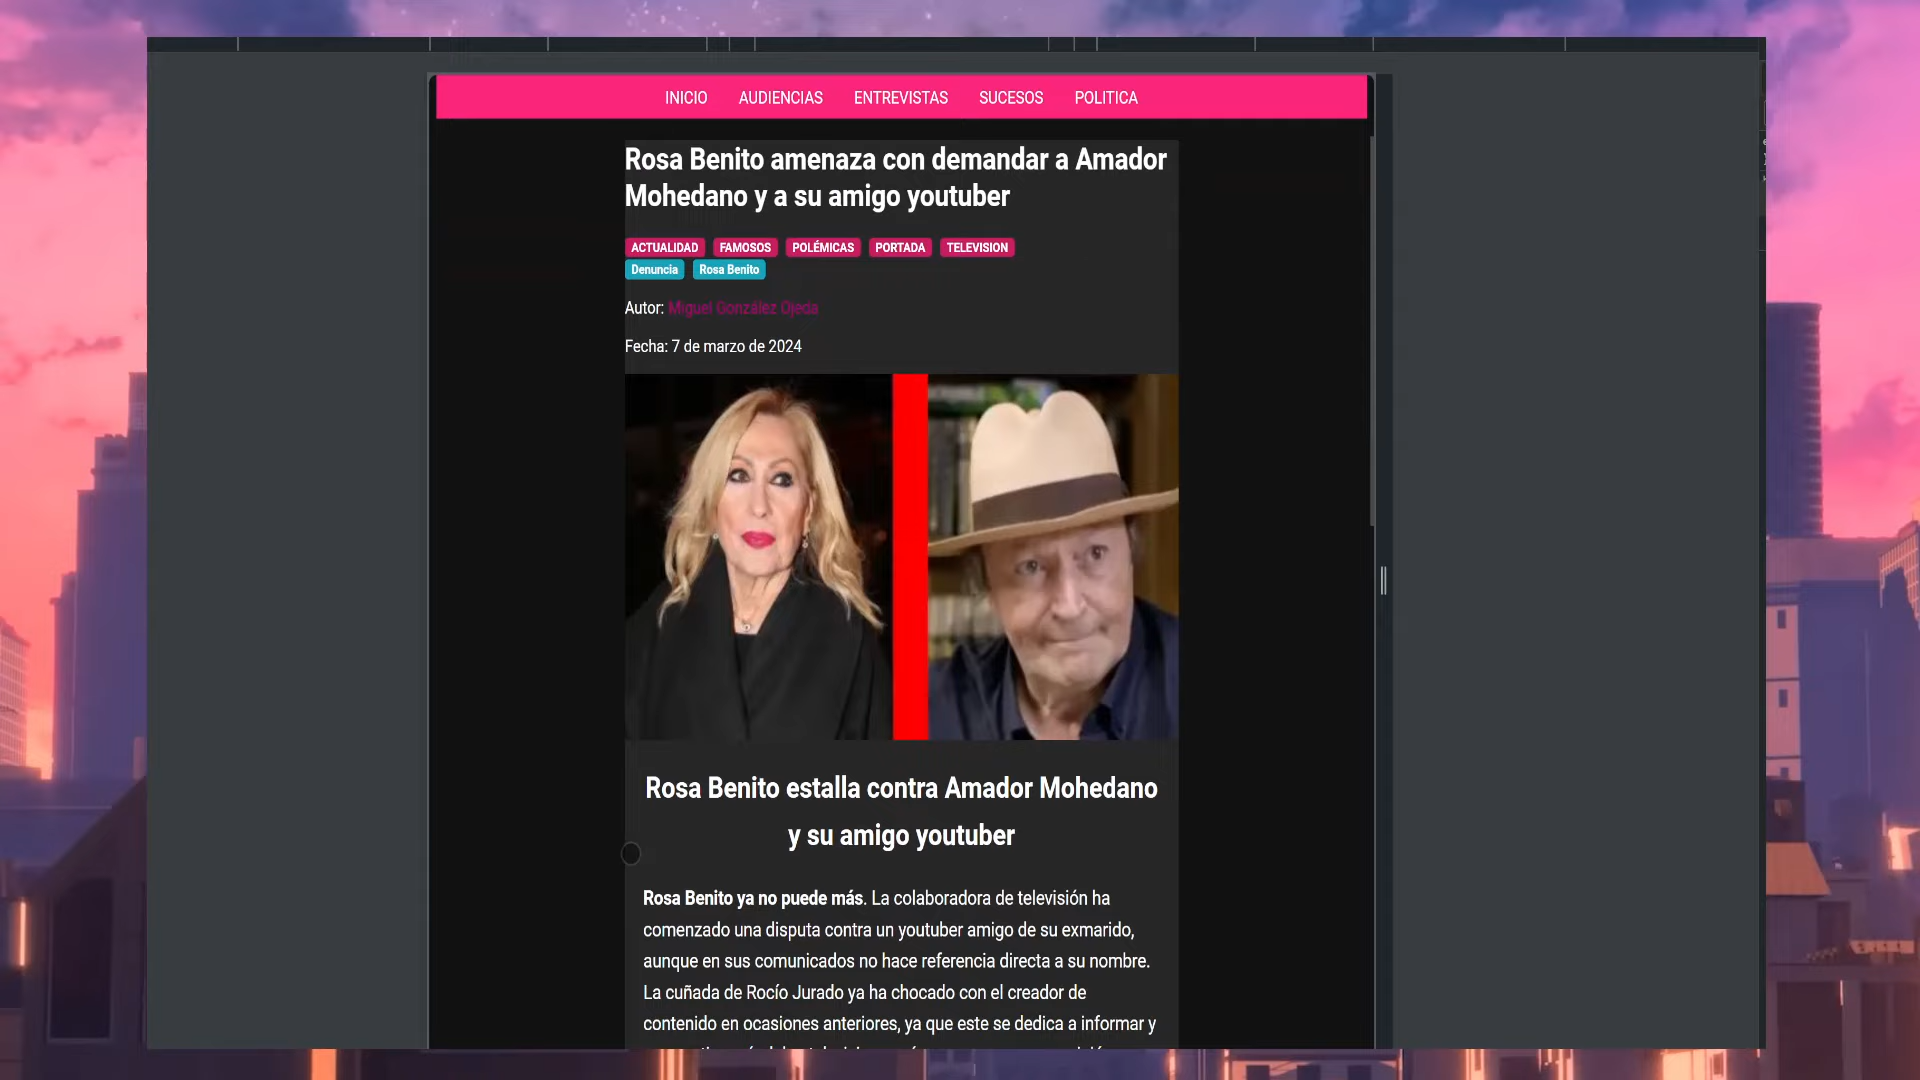 INICIO AUDIENCIAS ENTREVISTAS SUCESOS POLITICA
Rosa Benito amenaza con demandar a Amador
Mohedano y a su amigo youtuber
ACTUALIDAD FAMOSOS POLÉMICAS PORTADA TELEVISION
Denuncia Rosa Benito
Autor: Miguel González Ojeda
Fecha: 7 de marzo de 2024
Rosa Benito estalla contra Amador Mohedano
y su amigo youtuber
Rosa Benito ya no puede más. La colaboradora de televisión ha
comenzado una disputa contra un youtuber amigo de su exmarido,
aunque en sus comunicados no hace referencia directa a su nombre.
La cuñada de Rocío Jurado ya ha chocado con el creador de
contenido en ocasiones anteriores, ya que este se dedica a informar y